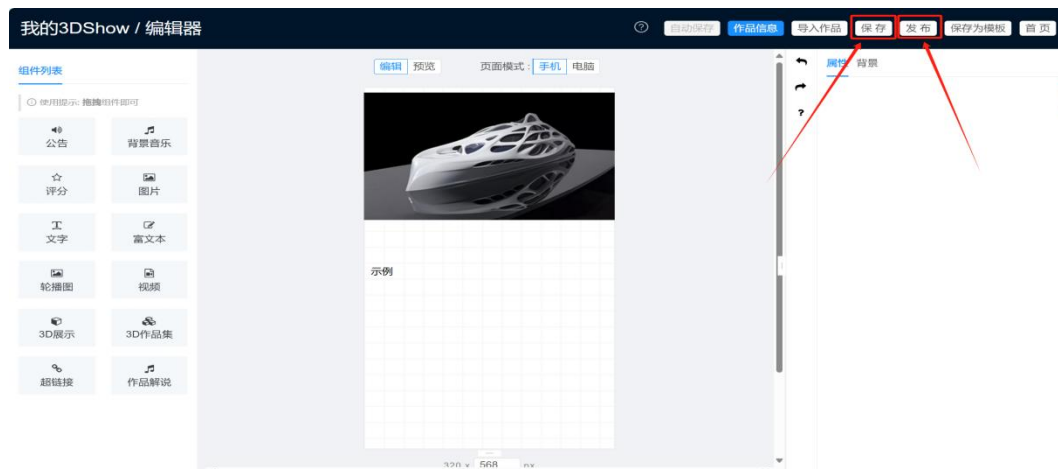 我的3DShow / 编辑器
? 自动保存 作品信息 导入作品 保存 发布 保存为模板 首页
组件列表
使用提示: 拖拽组件即可
公告 背景音乐
评分 图片
文字 富文本
轮播图 视频
3D展示 3D作品集
超链接 作品解说
编辑 预览 页面模式 : 手机 电脑
示例
320 x 568 px
?
属性 背景